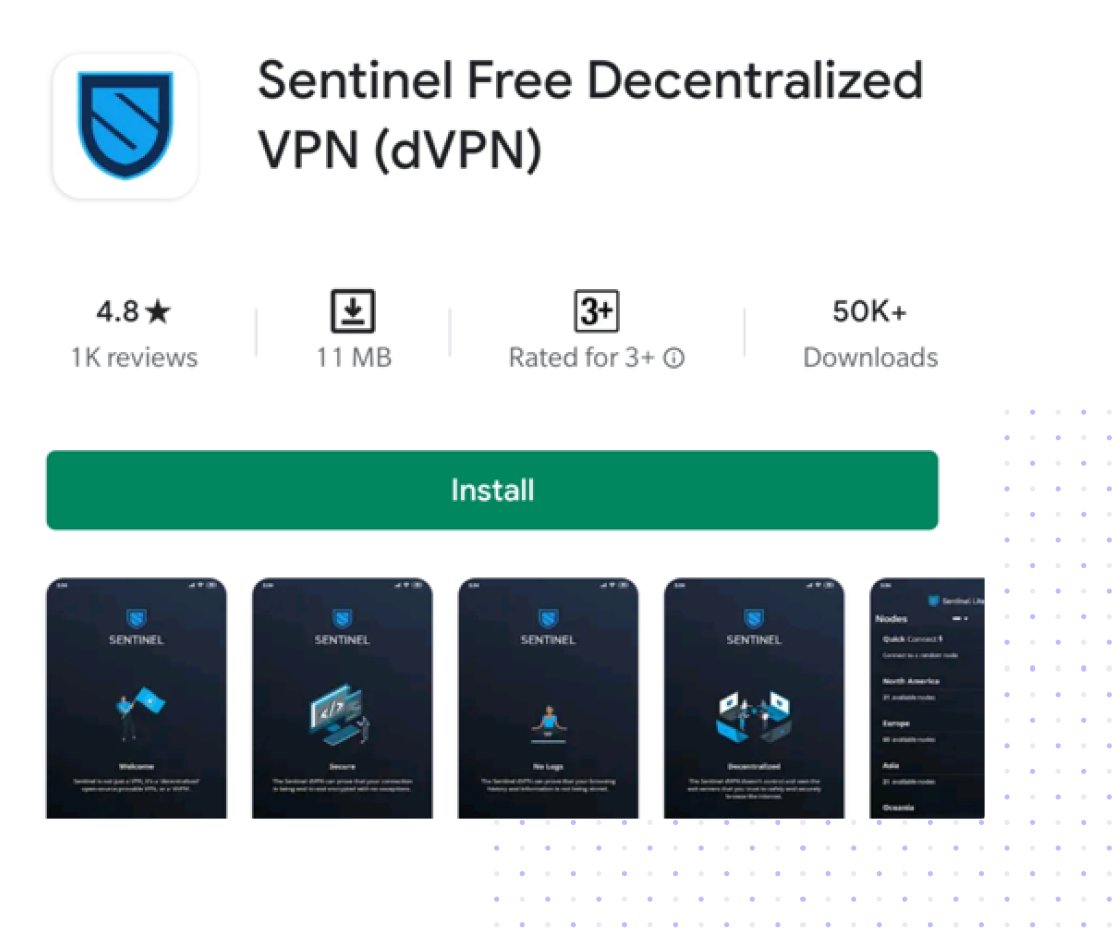 Sentinel Free Decentralized
VPN (dVPN)
4.8★
1K reviews
11 MB
3+
Rated for 3+
50K+
Downloads
Install
SENTINEL
Welcome
Sentinel is not just a VPN, it's a 'decentralized'
open-source provable VPN, or a 'dVPN'.
SENTINEL
Secure
The Sentinel dVPN can prove that your connection
is being end to end encrypted with no exceptions.
SENTINEL
No Logs
The Sentinel dVPN can prove that your browsing
history and information is not being stored.
SENTINEL
Decentralized
The Sentinel dVPN doesn't control and own the
exit servers that you trust to safely and securely
browse the internet.
Sentinel Lite
Nodes
Quick Connect
Connect to a random node
North America
21 available nodes
Europe
available nodes
Asia
21 available nodes
Oceania